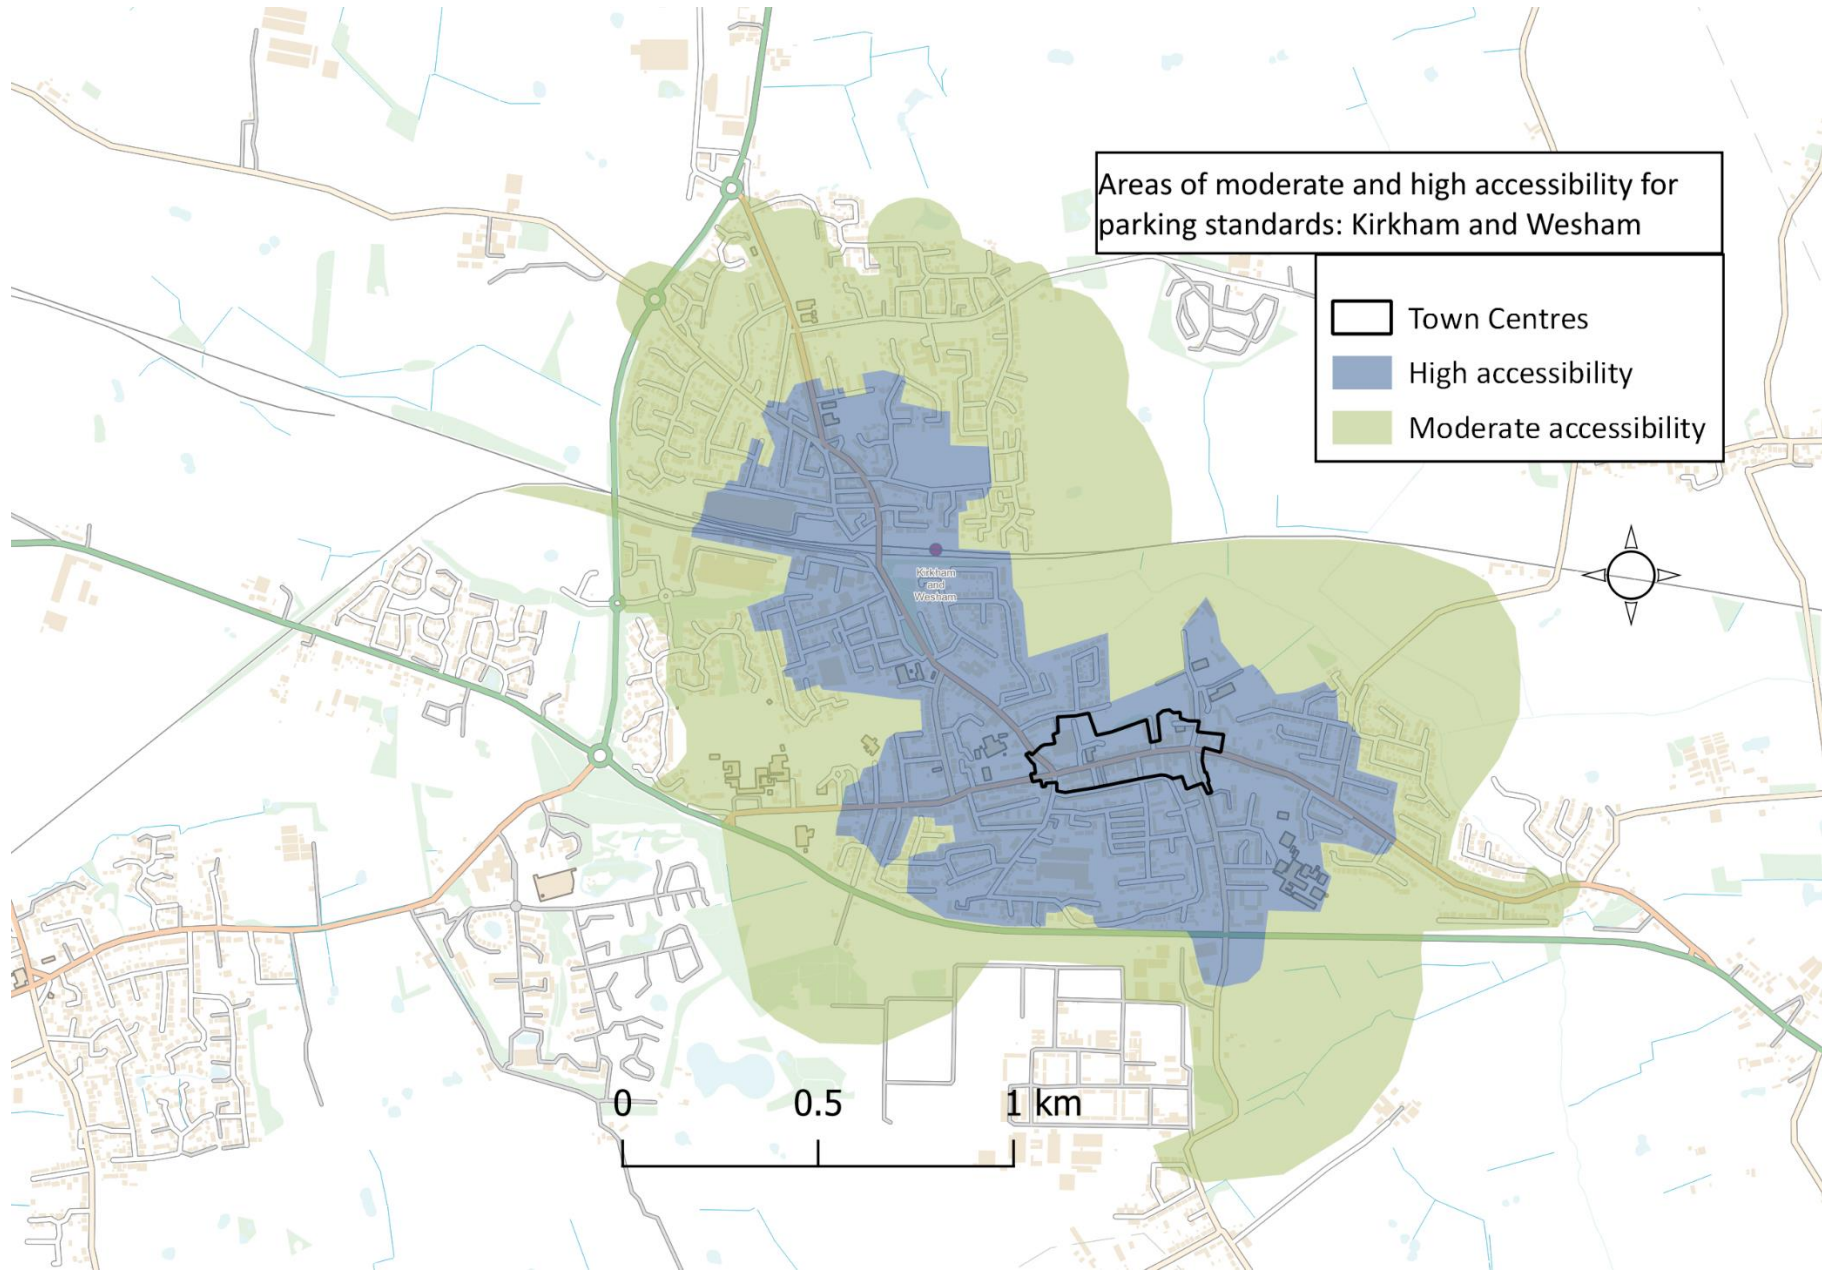 Areas of moderate and high accessibility for
parking standards: Kirkham and Wesham
Town Centres
High accessibility
Moderate accessibility
Kirkham
and
Wesham
0 0.5 1 km